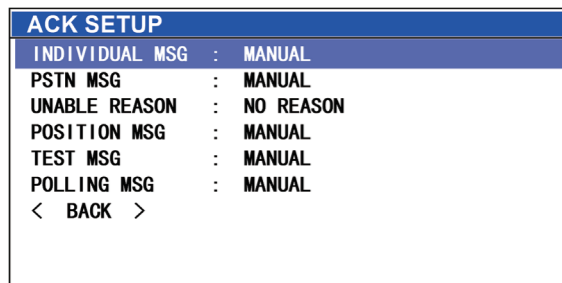 ACK SETUP
INDIVIDUAL MSG : MANUAL
PSTN MSG : MANUAL
UNABLE REASON : NO REASON
POSITION MSG : MANUAL
TEST MSG : MANUAL
POLLING MSG : MANUAL
< BACK >